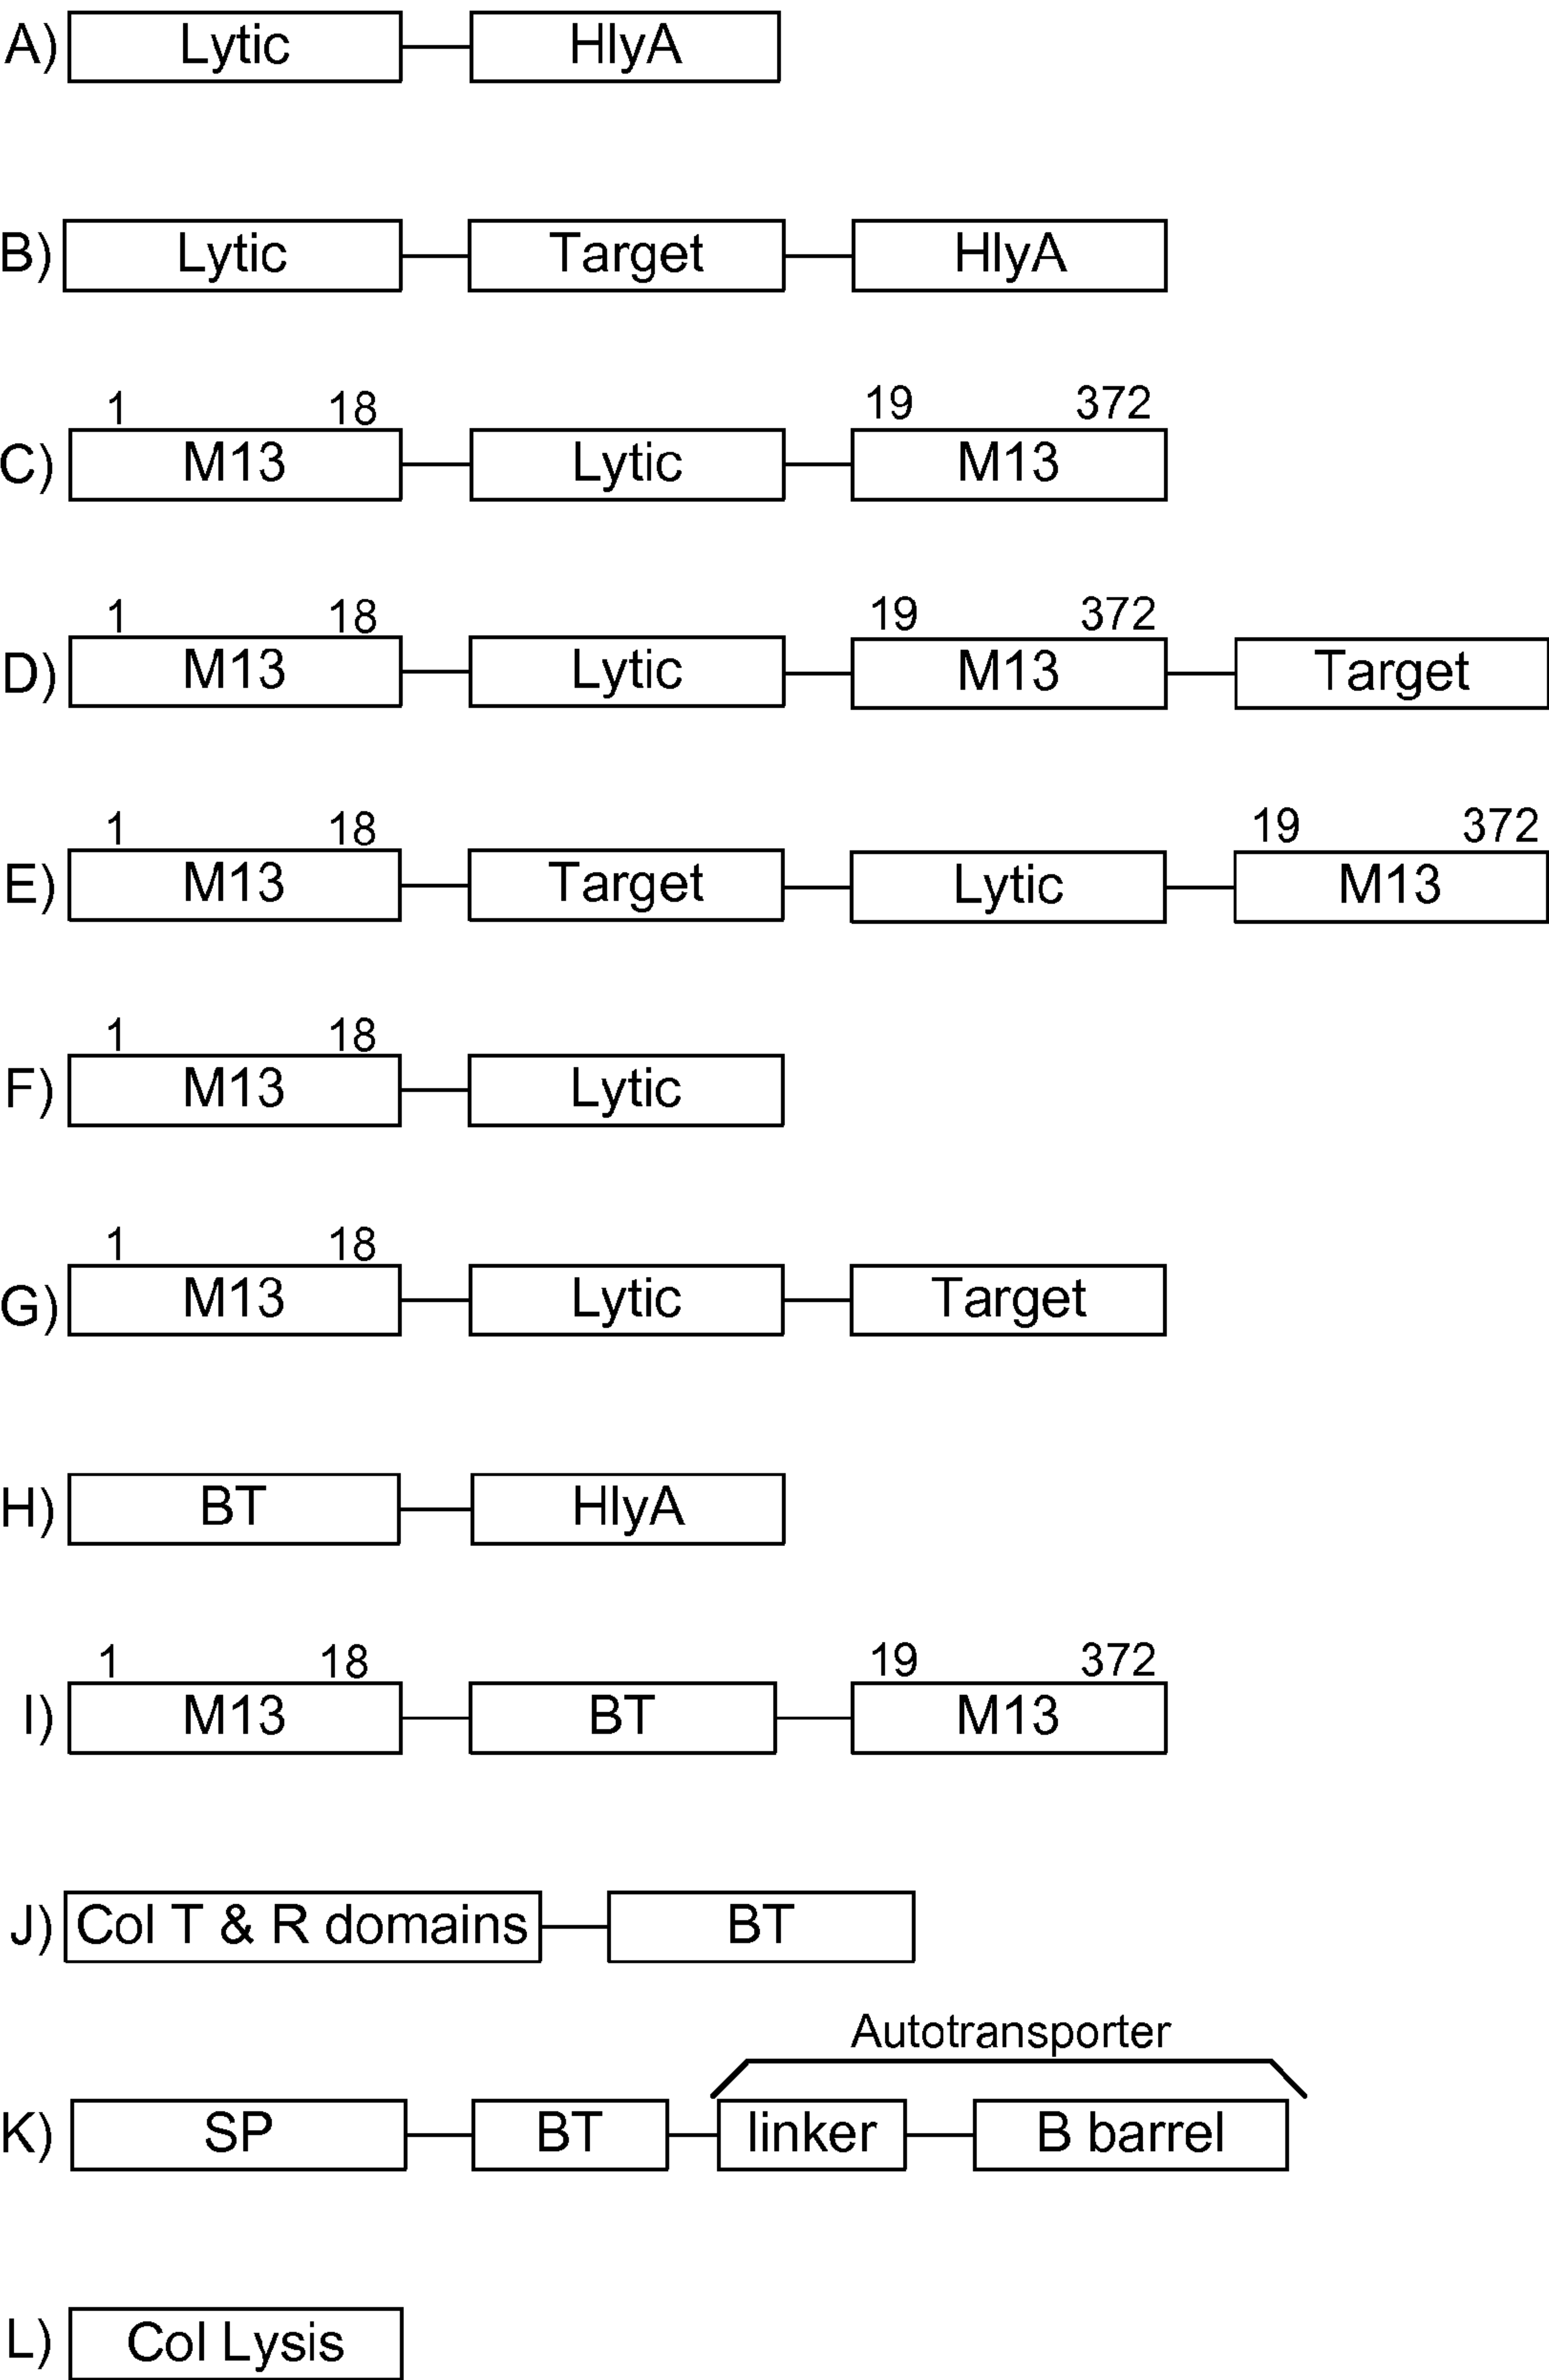 A) Lytic HlyA
B) Lytic Target HlyA
1 18 19 372
C) M13 Lytic M13
1 18 19 372
D) M13 Lytic M13 Target
1 18 19 372
E) M13 Target Lytic M13
1 18
F) M13 Lytic
1 18
G) M13 Lytic Target
H) BT HlyA
1 18 19 372
I) M13 BT M13
J) Col T & R domains BT
Autotransporter
K) SP BT linker B barrel
L) Col Lysis